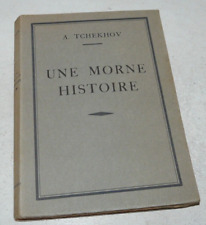 A. TCHEKHOV
UNE MORNE
HISTOIRE